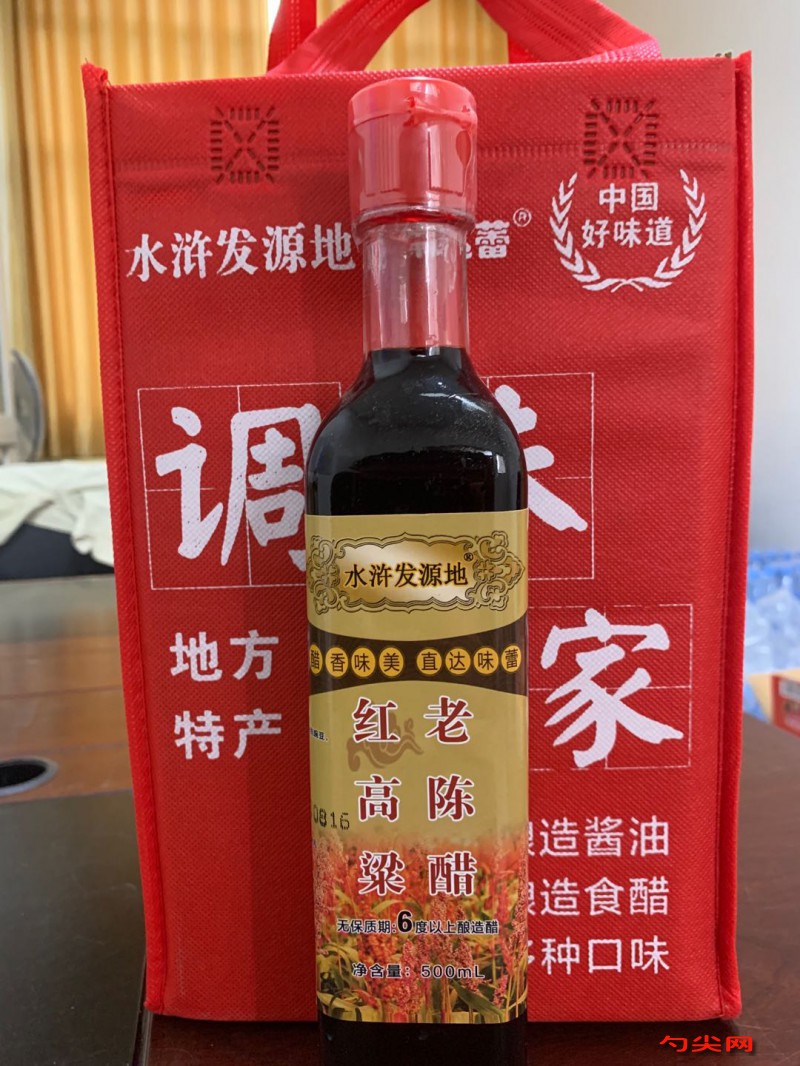 水浒发源地
蕾®
中国
好味道
调味
家
地方
特产
造酱油
造食醋
种口味
水浒发源地®
醋香味美 直达味蕾
老陈醋
红高粱
0816
无保质期:6度以上酿造醋
净含量：500mL
勺尖网